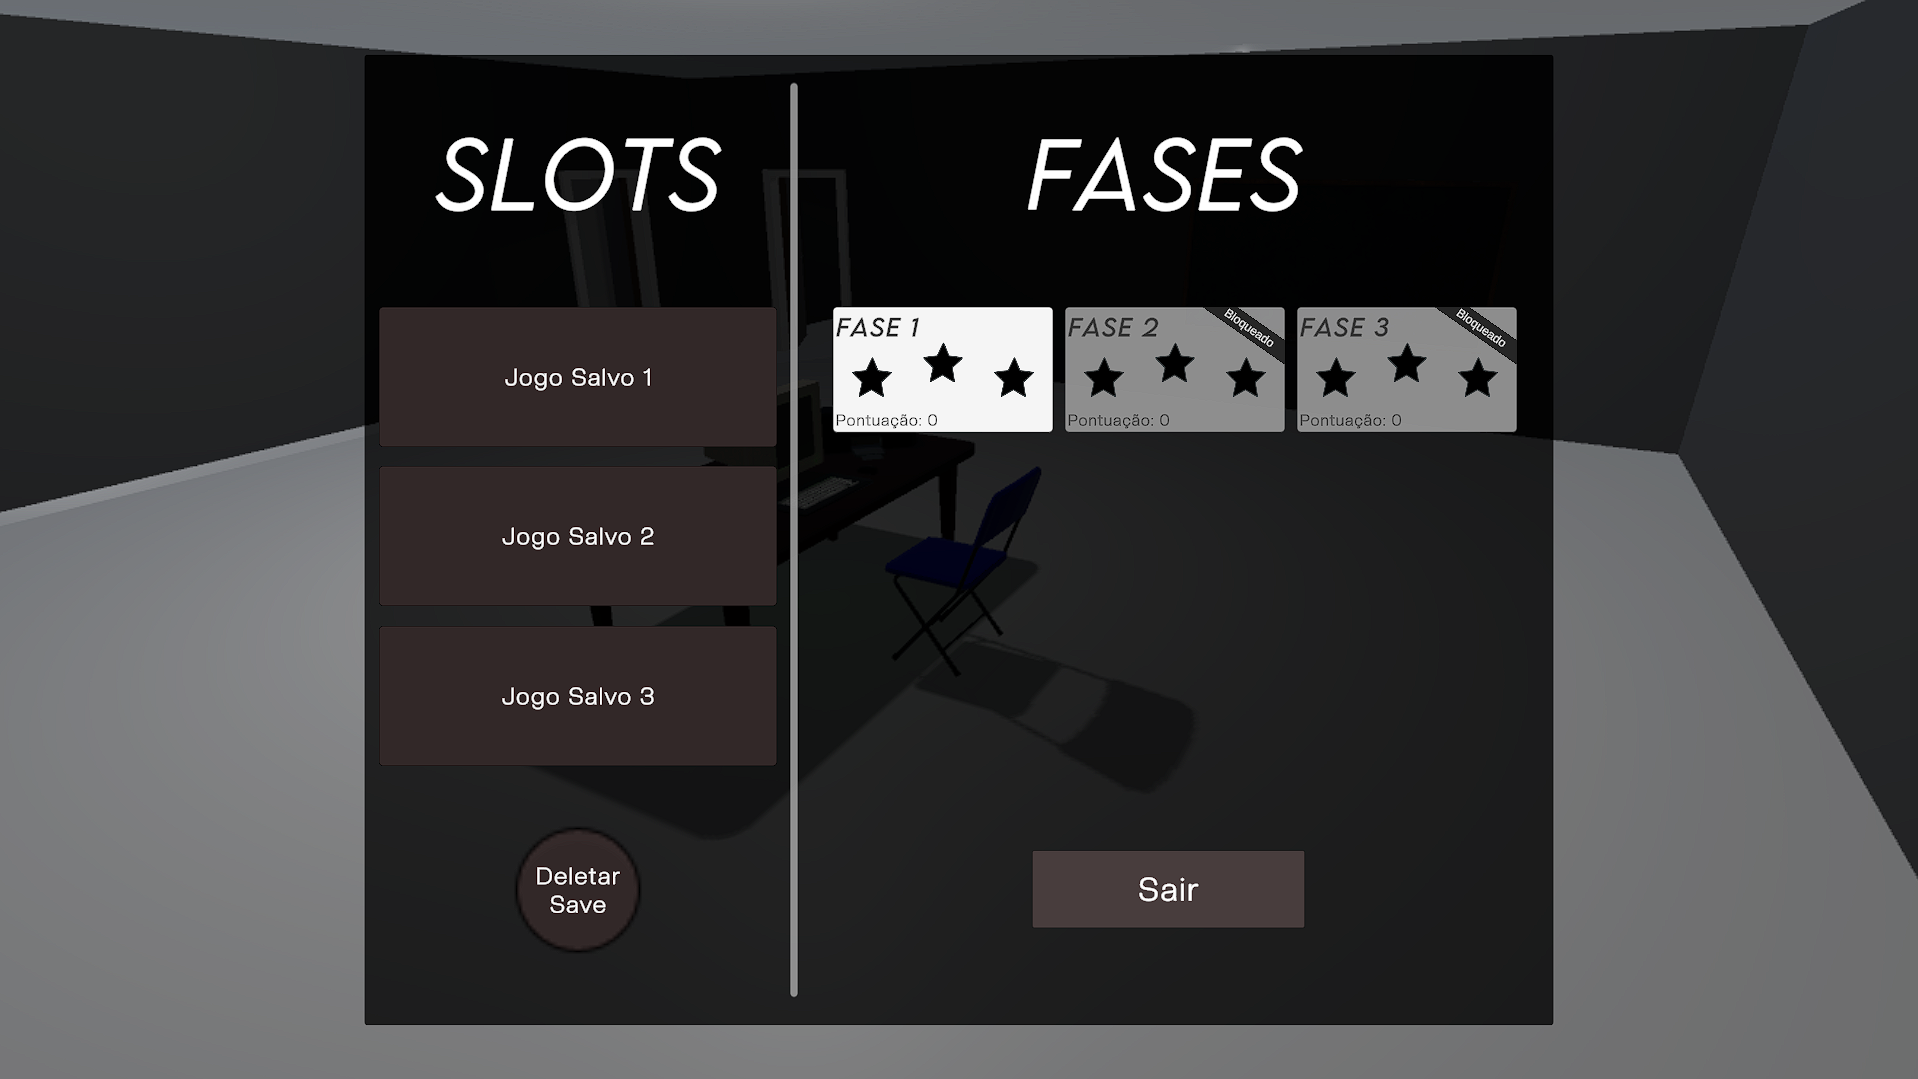 SLOTS
Jogo Salvo 1
Jogo Salvo 2
Jogo Salvo 3
Deletar
Save
FASES
FASE 1
Pontuação: 0
FASE 2
Bloqueado
Pontuação: 0
FASE 3
Bloqueado
Pontuação: 0
Sair